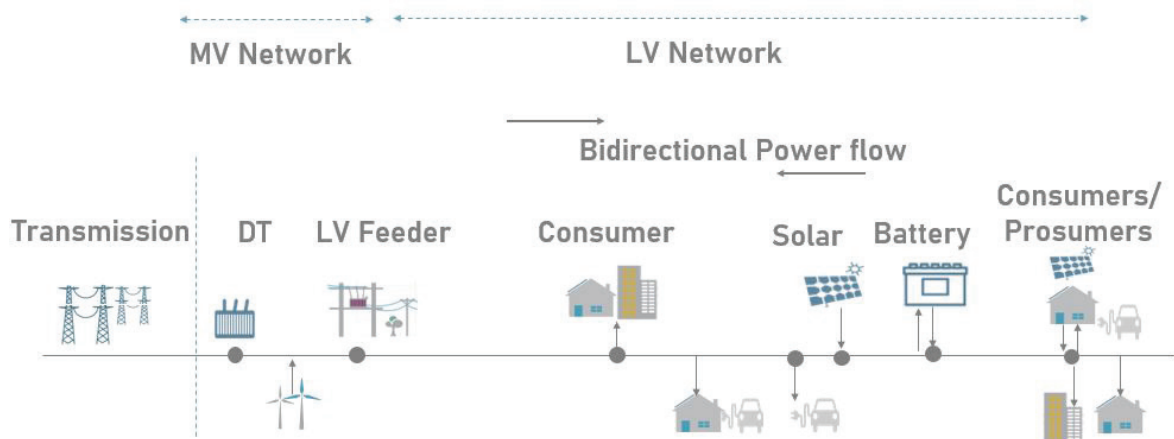 MV Network
LV Network
Bidirectional Power flow
Transmission
DT
LV Feeder
Consumer
Solar
Battery
Consumers/
Prosumers